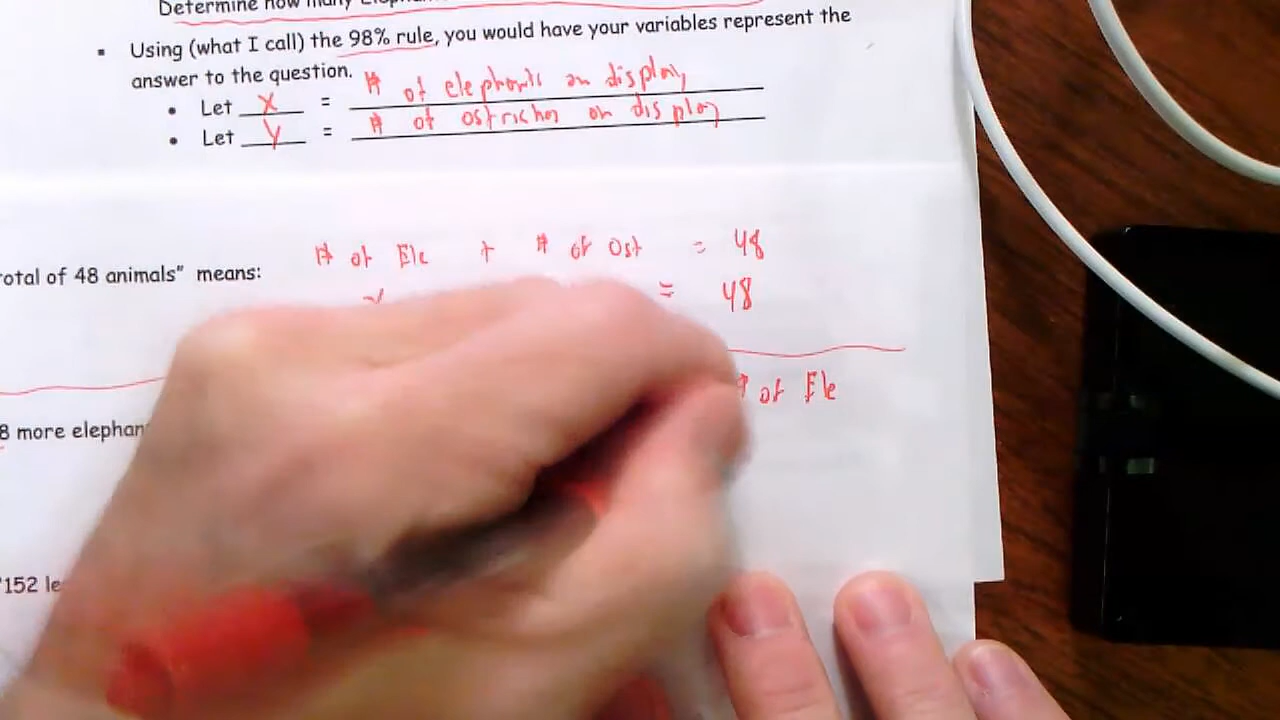 Determine how many Elephan
▪ Using (what I call) the 98% rule, you would have your variables represent the
answer to the question.
• Let X = # of elephants on display
• Let Y = # of ostriches on display
# of Ele + # of Ost = 48
otal of 48 animals” means:
= 48
# of Ele
8 more elephan
"152 le